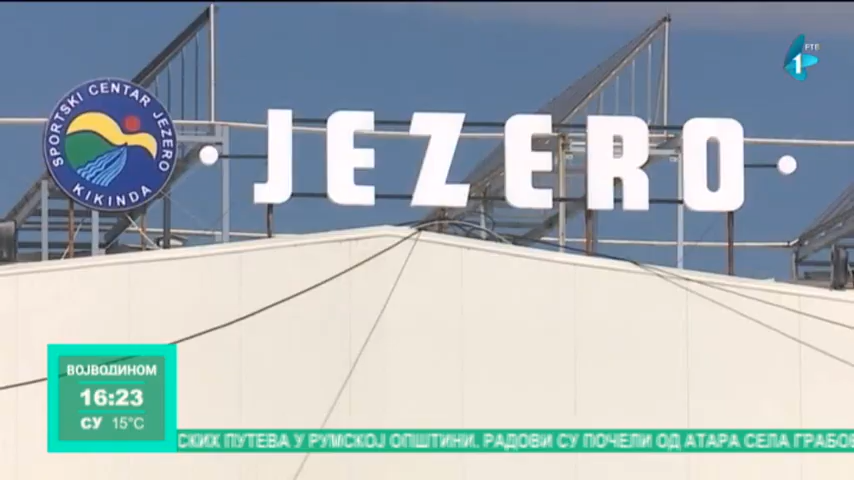 SPORTSKI CENTAR JEZERO
KIKINDA
JEZERO
РТВ
1
ВОЈВОДИНОМ
16:23
СУ 15°C
СКИХ ПУТЕВА У РУМСКОЈ ОПШТИНИ. РАДОВИ СУ ПОЧЕЛИ ОД АТАРА СЕЛА ГРАБОВ